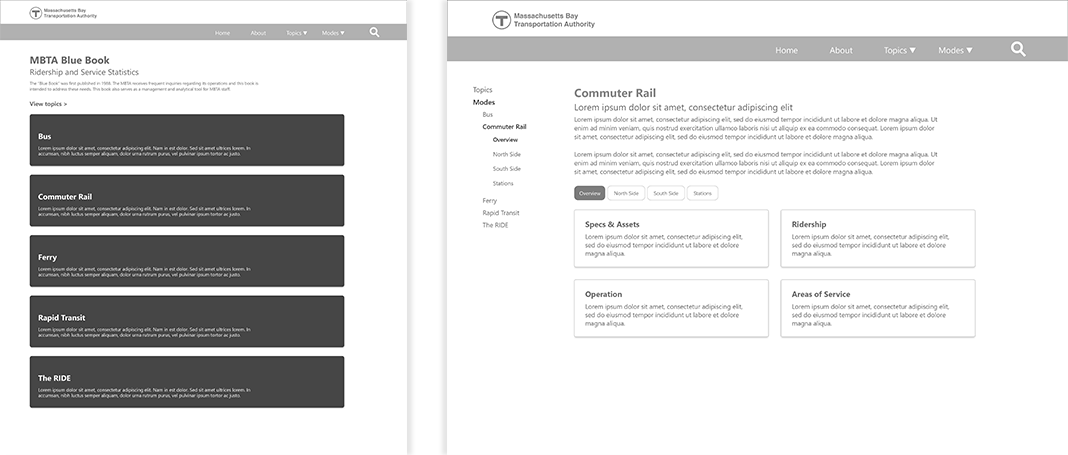 Massachusetts Bay
Transportation Authority
Home About Topics ▼ Modes ▼
MBTA Blue Book
Ridership and Service Statistics
The "Blue Book" was first published in 1988. The MBTA receives frequent inquiries regarding its operations and this book is
intended to address these needs. This book also serves as a management and analytical tool for MBTA staff.
View topics >
Bus
Lorem ipsum dolor sit amet, consectetur adipiscing elit. Nam in est dolor. Sed sit amet ultrices lorem. In
accumsan, nibh luctus semper aliquam, dolor urna rutrum purus, vel pulvinar ipsum tortor ac justo.
Commuter Rail
Lorem ipsum dolor sit amet, consectetur adipiscing elit. Nam in est dolor. Sed sit amet ultrices lorem. In
accumsan, nibh luctus semper aliquam, dolor urna rutrum purus, vel pulvinar ipsum tortor ac justo.
Ferry
Lorem ipsum dolor sit amet, consectetur adipiscing elit. Nam in est dolor. Sed sit amet ultrices lorem. In
accumsan, nibh luctus semper aliquam, dolor urna rutrum purus, vel pulvinar ipsum tortor ac justo.
Rapid Transit
Lorem ipsum dolor sit amet, consectetur adipiscing elit. Nam in est dolor. Sed sit amet ultrices lorem. In
accumsan, nibh luctus semper aliquam, dolor urna rutrum purus, vel pulvinar ipsum tortor ac justo.
The RIDE
Lorem ipsum dolor sit amet, consectetur adipiscing elit. Nam in est dolor. Sed sit amet ultrices lorem. In
accumsan, nibh luctus semper aliquam, dolor urna rutrum purus, vel pulvinar ipsum tortor ac justo.
Massachusetts Bay
Transportation Authority
Home About Topics ▼ Modes ▼
Topics
Modes
Bus
Commuter Rail
Overview
North Side
South Side
Stations
Ferry
Rapid Transit
The RIDE
Commuter Rail
Lorem ipsum dolor sit amet, consectetur adipiscing elit
Lorem ipsum dolor sit amet, consectetur adipiscing elit, sed do eiusmod tempor incididunt ut labore et dolore magna aliqua. Ut
enim ad minim veniam, quis nostrud exercitation ullamco laboris nisi ut aliquip ex ea commodo consequat. Lorem ipsum dolor
sit amet, consectetur adipiscing elit, sed do eiusmod tempor incididunt ut labore et dolore magna aliqua.
Lorem ipsum dolor sit amet, consectetur adipiscing elit, sed do eiusmod tempor incididunt ut labore et dolore magna aliqua. Ut
enim ad minim veniam, quis nostrud exercitation ullamco laboris nisi ut aliquip ex ea commodo consequat. Lorem ipsum dolor
sit amet, consectetur adipiscing elit, sed do eiusmod tempor incididunt ut labore et dolore magna aliqua.
Overview North Side South Side Stations
Specs & Assets
Lorem ipsum dolor sit amet, consectetur adipiscing elit,
sed do eiusmod tempor incididunt ut labore et dolore
magna aliqua.
Ridership
Lorem ipsum dolor sit amet, consectetur adipiscing elit,
sed do eiusmod tempor incididunt ut labore et dolore
magna aliqua.
Operation
Lorem ipsum dolor sit amet, consectetur adipiscing elit,
sed do eiusmod tempor incididunt ut labore et dolore
magna aliqua.
Areas of Service
Lorem ipsum dolor sit amet, consectetur adipiscing elit,
sed do eiusmod tempor incididunt ut labore et dolore
magna aliqua.